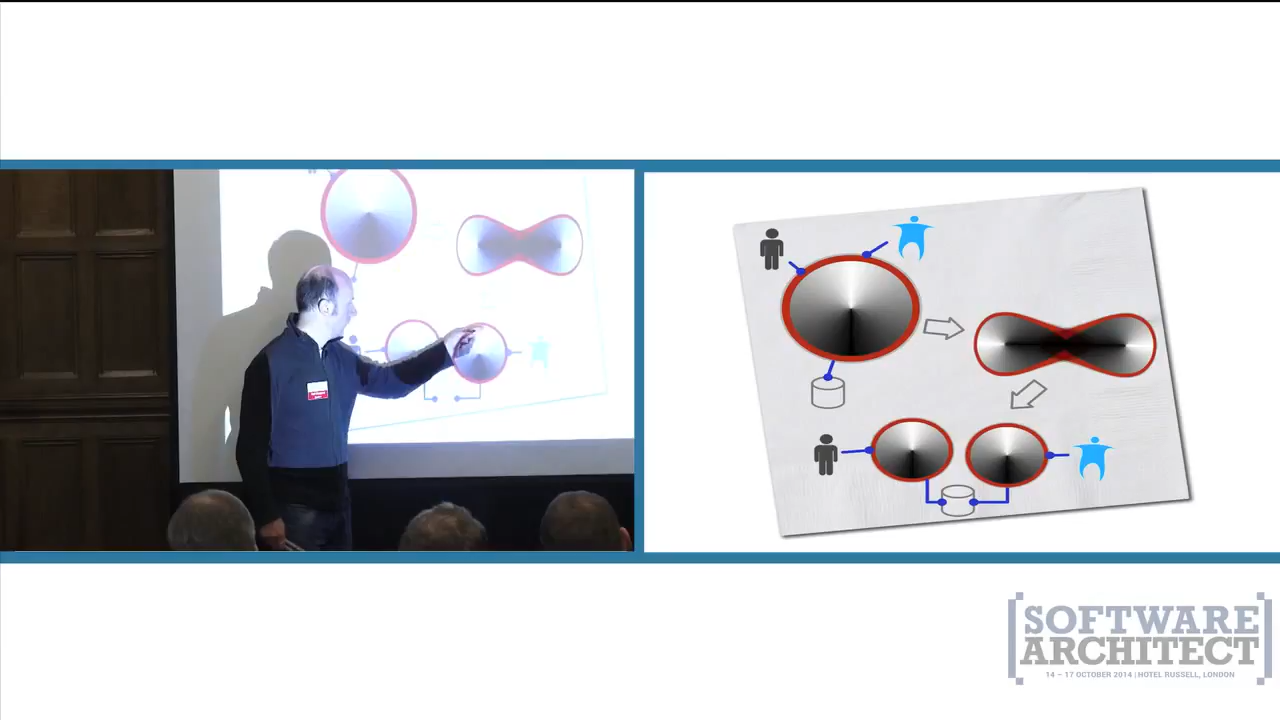 SOFTWARE
ARCHITECT
14 – 17 OCTOBER 2014 | HOTEL RUSSELL, LONDON